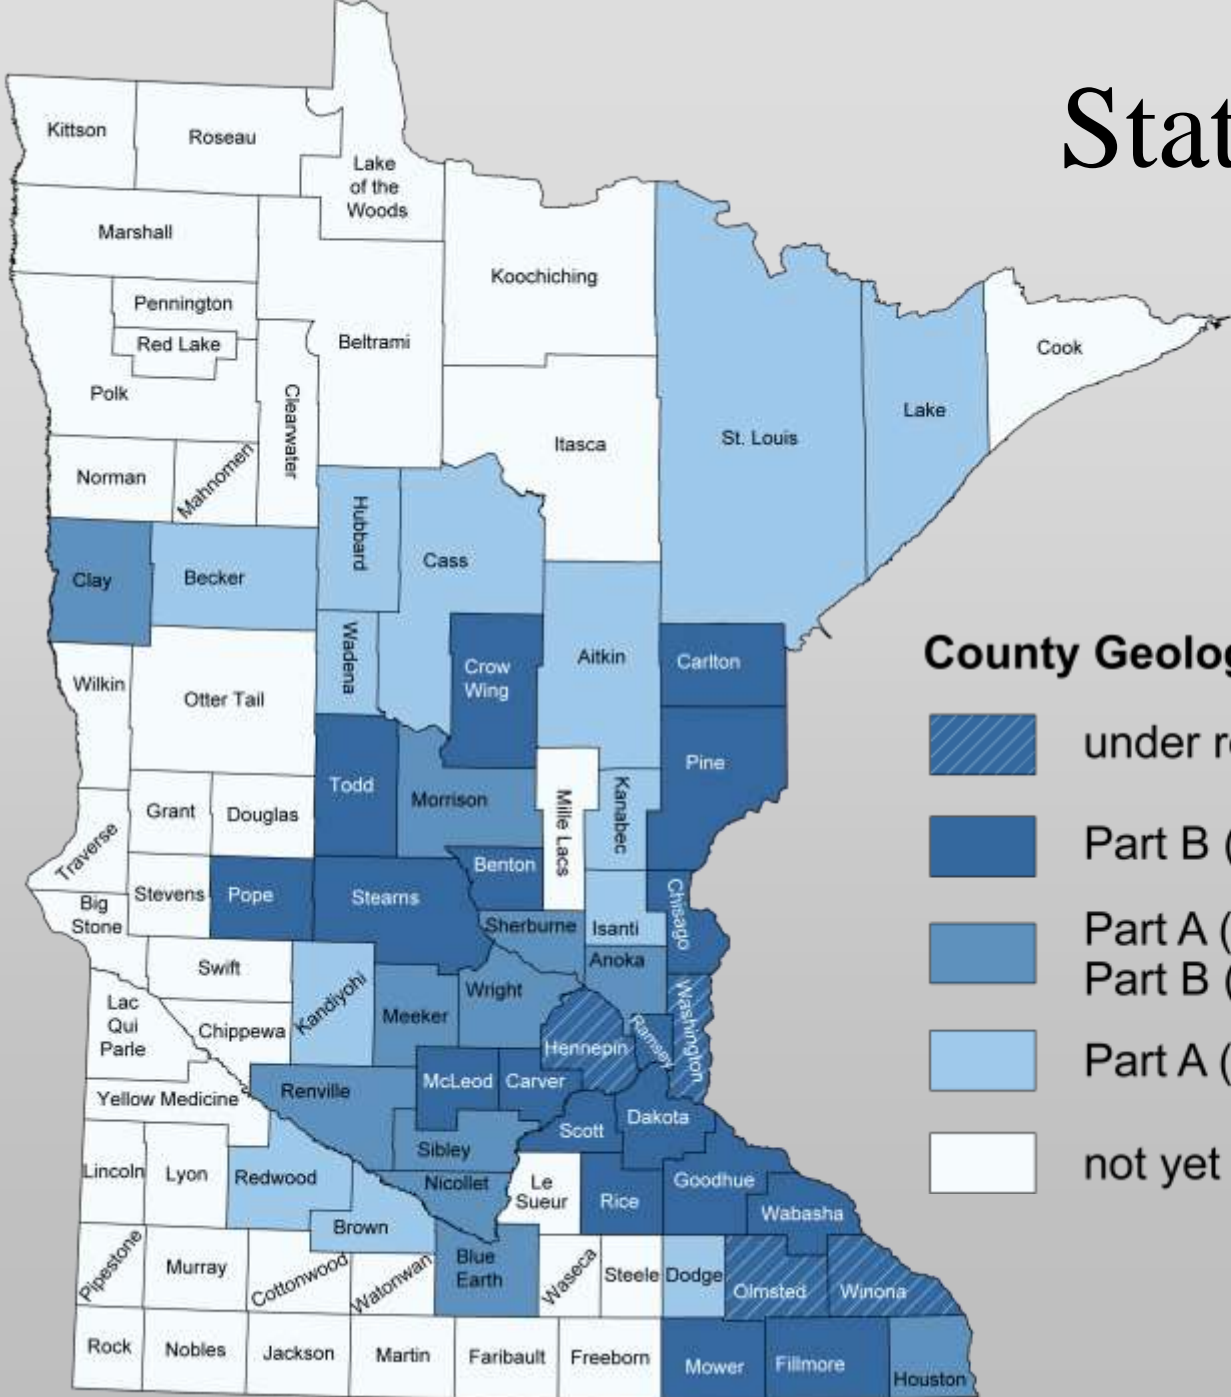 Stat
Kittson
Roseau
Lake
of the
Woods
Marshall
Koochiching
Pennington
Red Lake
Beltrami
Cook
Polk
Clearwater
Lake
St. Louis
Itasca
Norman
Mahnomen
Hubbard
Cass
Clay
Becker
Wadena
Aitkin
Carlton
Crow
Wing
Wilkin
Otter Tail
Pine
Todd
Morrison
Mille Lacs
Kanabec
Grant
Douglas
Traverse
Benton
Stevens
Pope
Stearns
Big
Stone
Chisago
Sherburne
Isanti
Anoka
Swift
Kandiyohi
Wright
Meeker
Washington
Lac
Qui
Parle
Chippewa
Hennepin
Ramsey
McLeod
Carver
Renville
Yellow Medicine
Dakota
Scott
Sibley
Lincoln
Lyon
Redwood
Nicollet
Le
Sueur
Rice
Goodhue
Wabasha
Brown
Pipestone
Murray
Cottonwood
Watonwan
Blue
Earth
Waseca
Steele
Dodge
Olmsted
Winona
Rock
Nobles
Jackson
Martin
Faribault
Freeborn
Mower
Fillmore
Houston
County Geolog
under r
Part B (
Part A (
Part B (
Part A (
not yet